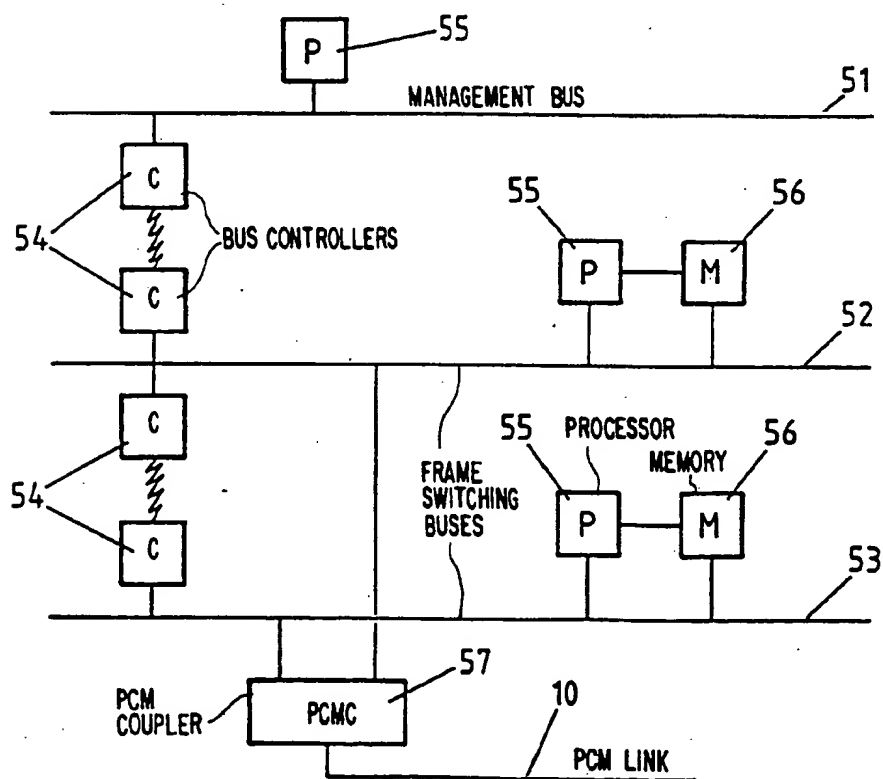 55
P
MANAGEMENT BUS
51
C
54
BUS CONTROLLERS
C
55
56
P
M
52
C
54
C
FRAME
SWITCHING
BUSES
55
PROCESSOR
MEMORY
56
P
M
53
PCM
COUPLER
PCMC
57
10
PCM LINK